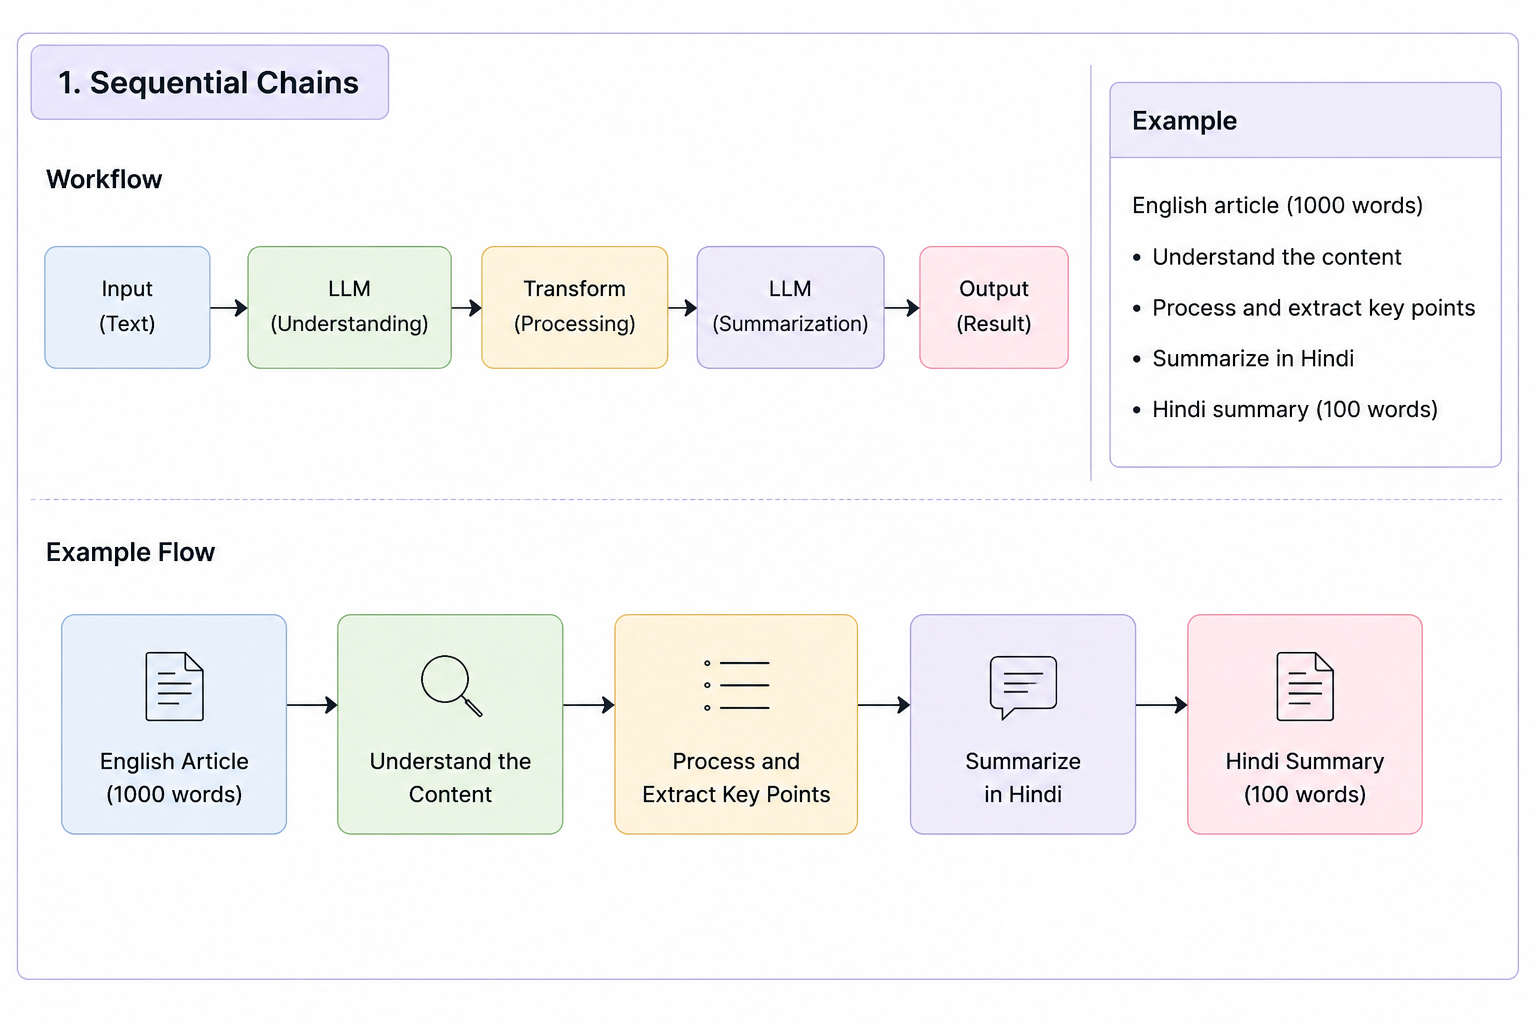 1. Sequential Chains
Workflow
Input
(Text)
LLM
(Understanding)
Transform
(Processing)
LLM
(Summarization)
Output
(Result)
Example
English article (1000 words)
• Understand the content
• Process and extract key points
• Summarize in Hindi
• Hindi summary (100 words)
Example Flow
English Article
(1000 words)
Understand the
Content
Process and
Extract Key Points
Summarize
in Hindi
Hindi Summary
(100 words)